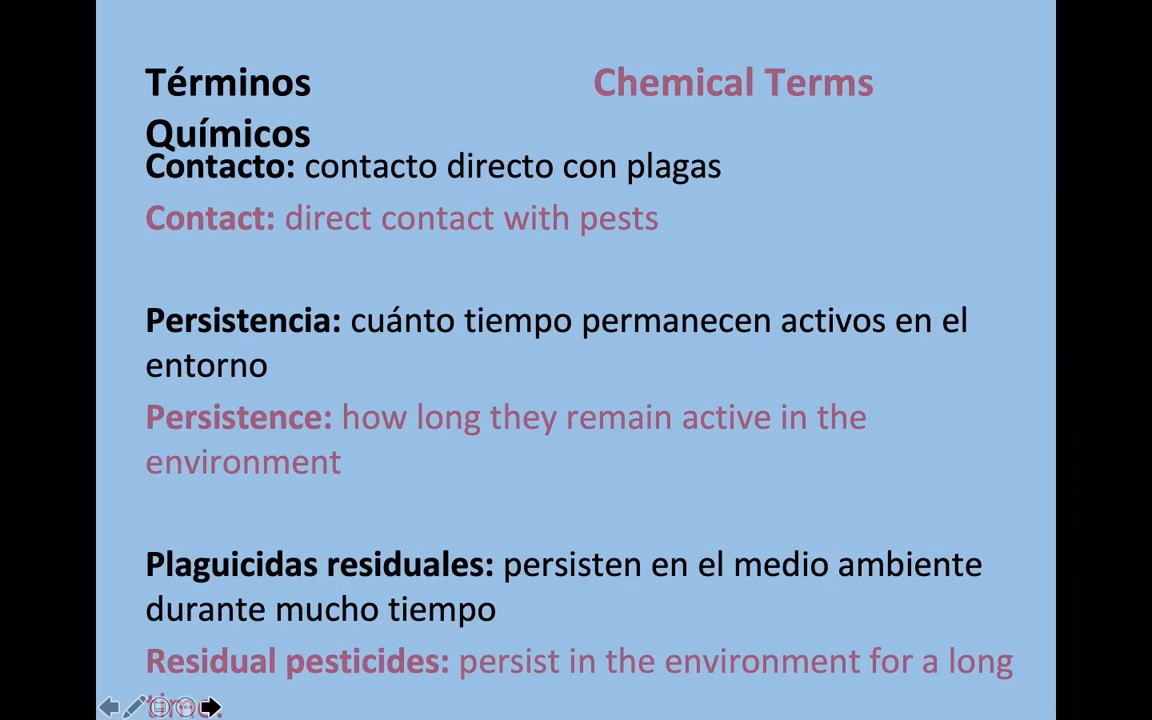 Términos Chemical Terms
Químicos
Contacto: contacto directo con plagas
Contact: direct contact with pests
Persistencia: cuánto tiempo permanecen activos en el
entorno
Persistence: how long they remain active in the
environment
Plaguicidas residuales: persisten en el medio ambiente
durante mucho tiempo
Residual pesticides: persist in the environment for a long
time.